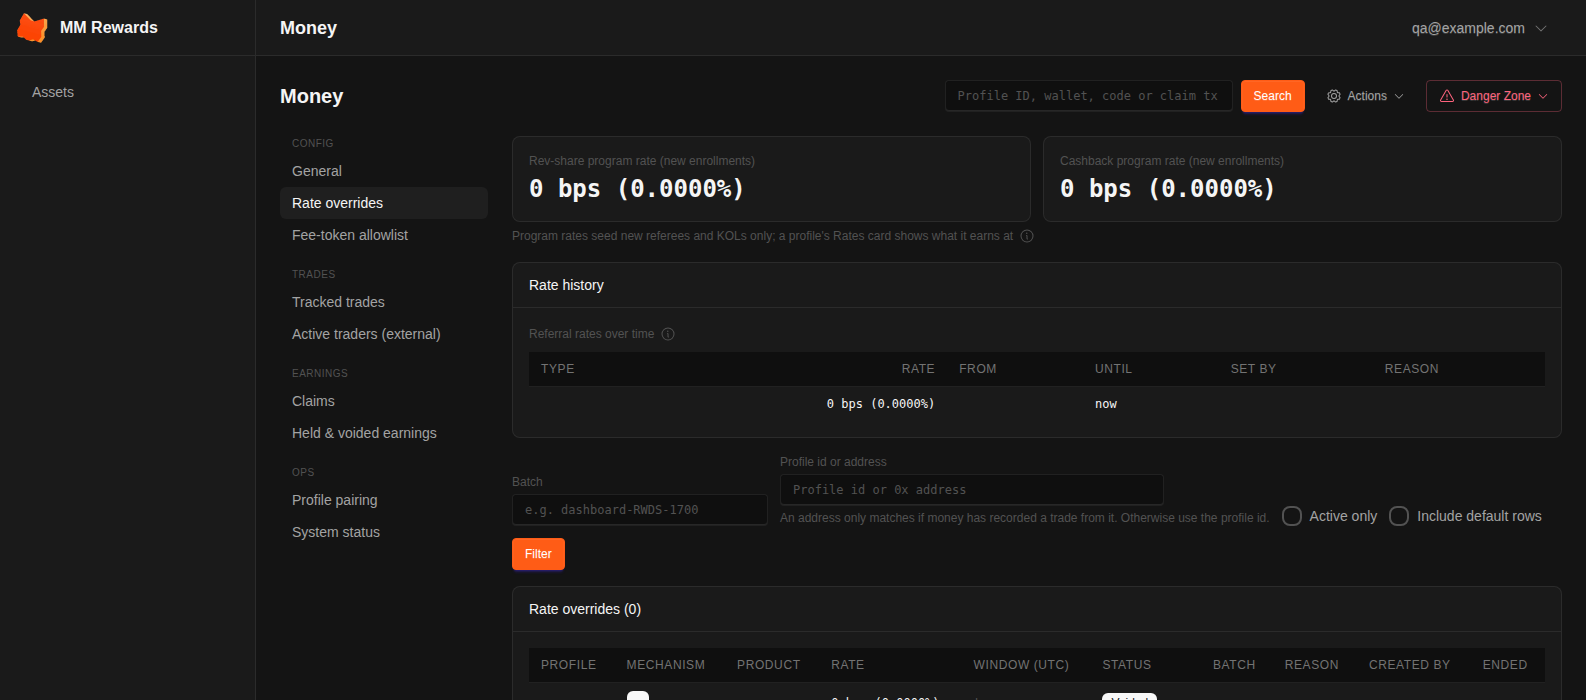 MM Rewards
Money
qa@example.com
Assets
Money
Profile ID, wallet, code or claim tx
Search
Actions
Danger Zone
CONFIG
General
Rate overrides
Fee-token allowlist
TRADES
Tracked trades
Active traders (external)
EARNINGS
Claims
Held & voided earnings
OPS
Profile pairing
System status
Rev-share program rate (new enrollments)
0 bps (0.0000%)
Cashback program rate (new enrollments)
0 bps (0.0000%)
Program rates seed new referees and KOLs only; a profile's Rates card shows what it earns at
Rate history
Referral rates over time
TYPE RATE FROM UNTIL SET BY REASON
0 bps (0.0000%) now
Batch
e.g. dashboard-RWDS-1700
Profile id or address
Profile id or 0x address
An address only matches if money has recorded a trade from it. Otherwise use the profile id.
Active only
Include default rows
Filter
Rate overrides (0)
PROFILE MECHANISM PRODUCT RATE WINDOW (UTC) STATUS BATCH REASON CREATED BY ENDED